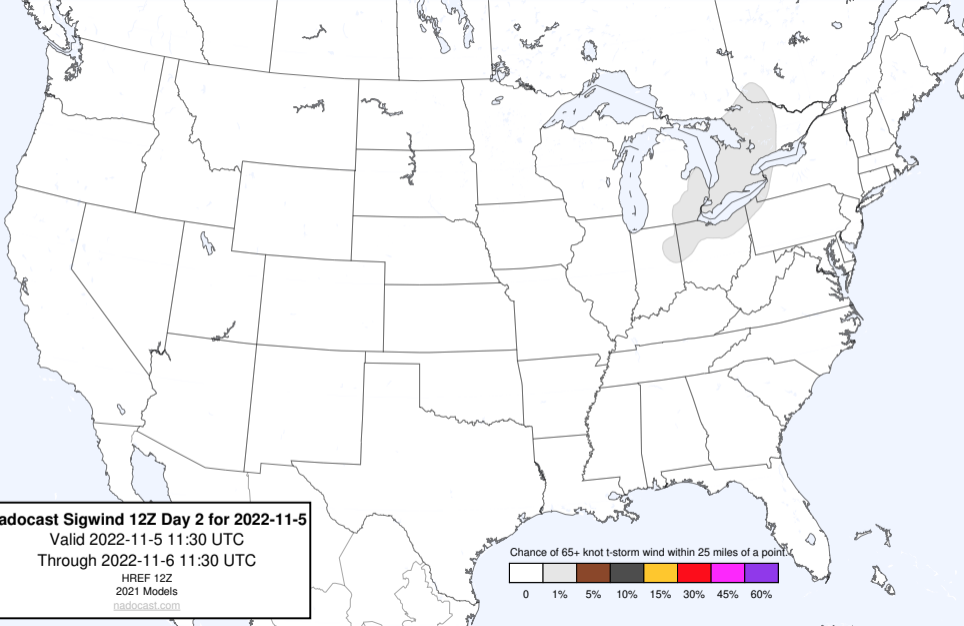 adocast Sigwind 12Z Day 2 for 2022-11-5
Valid 2022-11-5 11:30 UTC
Through 2022-11-6 11:30 UTC
HREF 12Z
2021 Models
nadocast.com
Chance of 65+ knot t-storm wind within 25 miles of a point.
0 1% 5% 10% 15% 30% 45% 60%